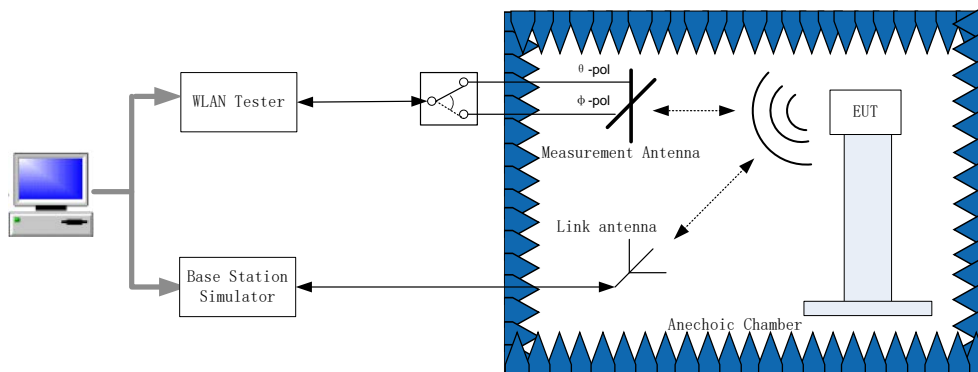 WLAN Tester
θ-pol
ϕ-pol
EUT
Measurement Antenna
Link antenna
Base Station
Simulator
Anechoic Chamber